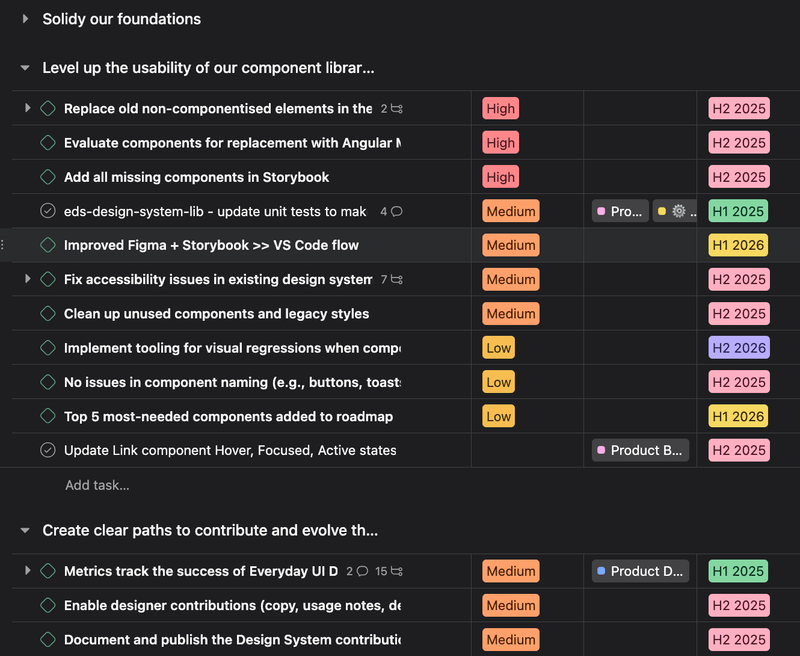 Solidy our foundations
Level up the usability of our component librar...
Replace old non-componentised elements in the 2 High H2 2025
Evaluate components for replacement with Angular High H2 2025
Add all missing components in Storybook High H2 2025
eds-design-system-lib - update unit tests to mak 4 Medium Pro... .. H1 2025
Improved Figma + Storybook >> VS Code flow Medium H1 2026
Fix accessibility issues in existing design system 7 Medium H2 2025
Clean up unused components and legacy styles Medium H2 2025
Implement tooling for visual regressions when comp Low H2 2026
No issues in component naming (e.g., buttons, toast Low H2 2025
Top 5 most-needed components added to roadmap Low H1 2026
Update Link component Hover, Focused, Active states Product B... H2 2025
Add task...
Create clear paths to contribute and evolve th...
Metrics track the success of Everyday UI D 2 15 Medium Product D... H1 2025
Enable designer contributions (copy, usage notes, de Medium H2 2025
Document and publish the Design System contributi Medium H2 2025